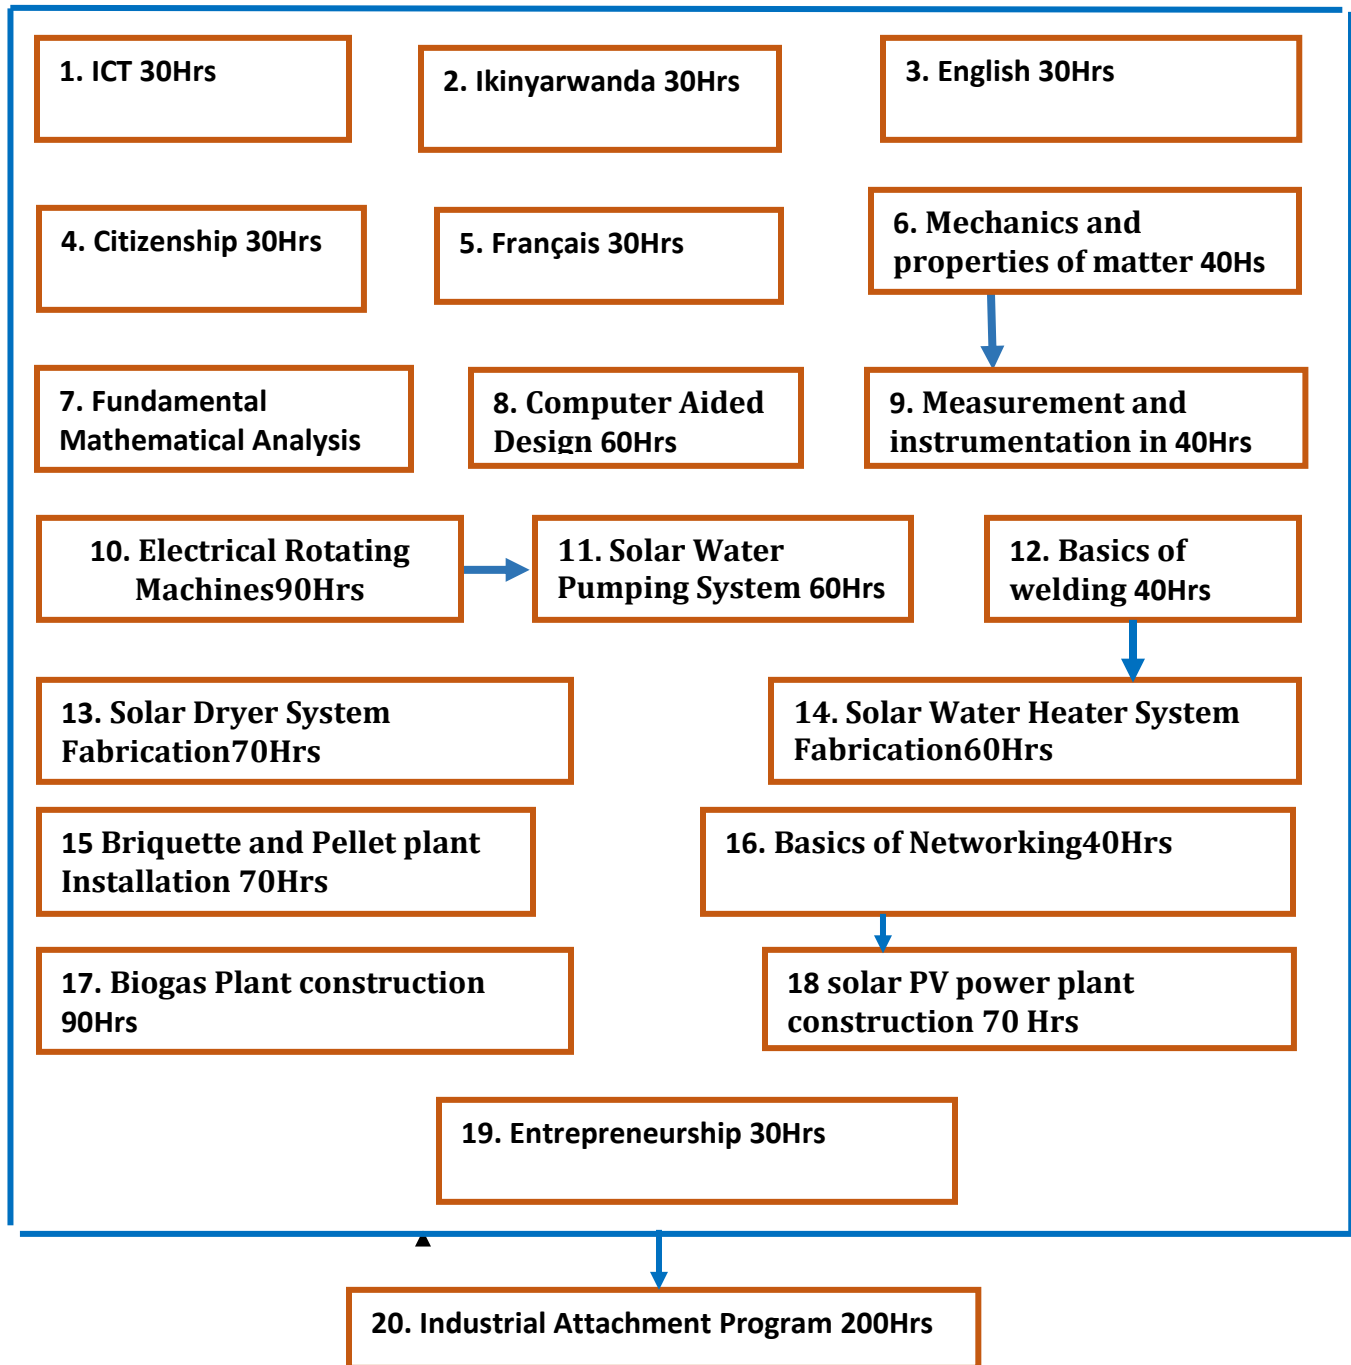 1. ICT 30Hrs
2. Ikinyarwanda 30Hrs
3. English 30Hrs
4. Citizenship 30Hrs
5. Français 30Hrs
6. Mechanics and
properties of matter 40Hs
7. Fundamental
Mathematical Analysis
8. Computer Aided
Design 60Hrs
9. Measurement and
instrumentation in 40Hrs
10. Electrical Rotating
Machines90Hrs
11. Solar Water
Pumping System 60Hrs
12. Basics of
welding 40Hrs
13. Solar Dryer System
Fabrication70Hrs
14. Solar Water Heater System
Fabrication60Hrs
15 Briquette and Pellet plant
Installation 70Hrs
16. Basics of Networking40Hrs
17. Biogas Plant construction
90Hrs
18 solar PV power plant
construction 70 Hrs
19. Entrepreneurship 30Hrs
20. Industrial Attachment Program 200Hrs